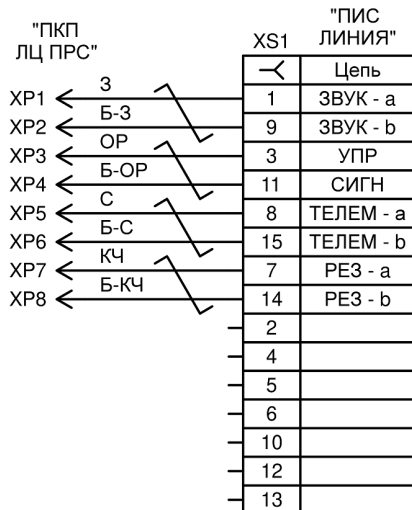 "ПКП
ЛЦ ПРС"
XS1
"ПИС
ЛИНИЯ"
Цепь
XP1 З 1 ЗВУК - a
XP2 Б-З 9 ЗВУК - b
XP3 ОР 3 УПР
XP4 Б-ОР 11 СИГН
XP5 С 8 ТЕЛЕМ - a
XP6 Б-С 15 ТЕЛЕМ - b
XP7 КЧ 7 РЕЗ - a
XP8 Б-КЧ 14 РЕЗ - b
2
4
5
6
10
12
13